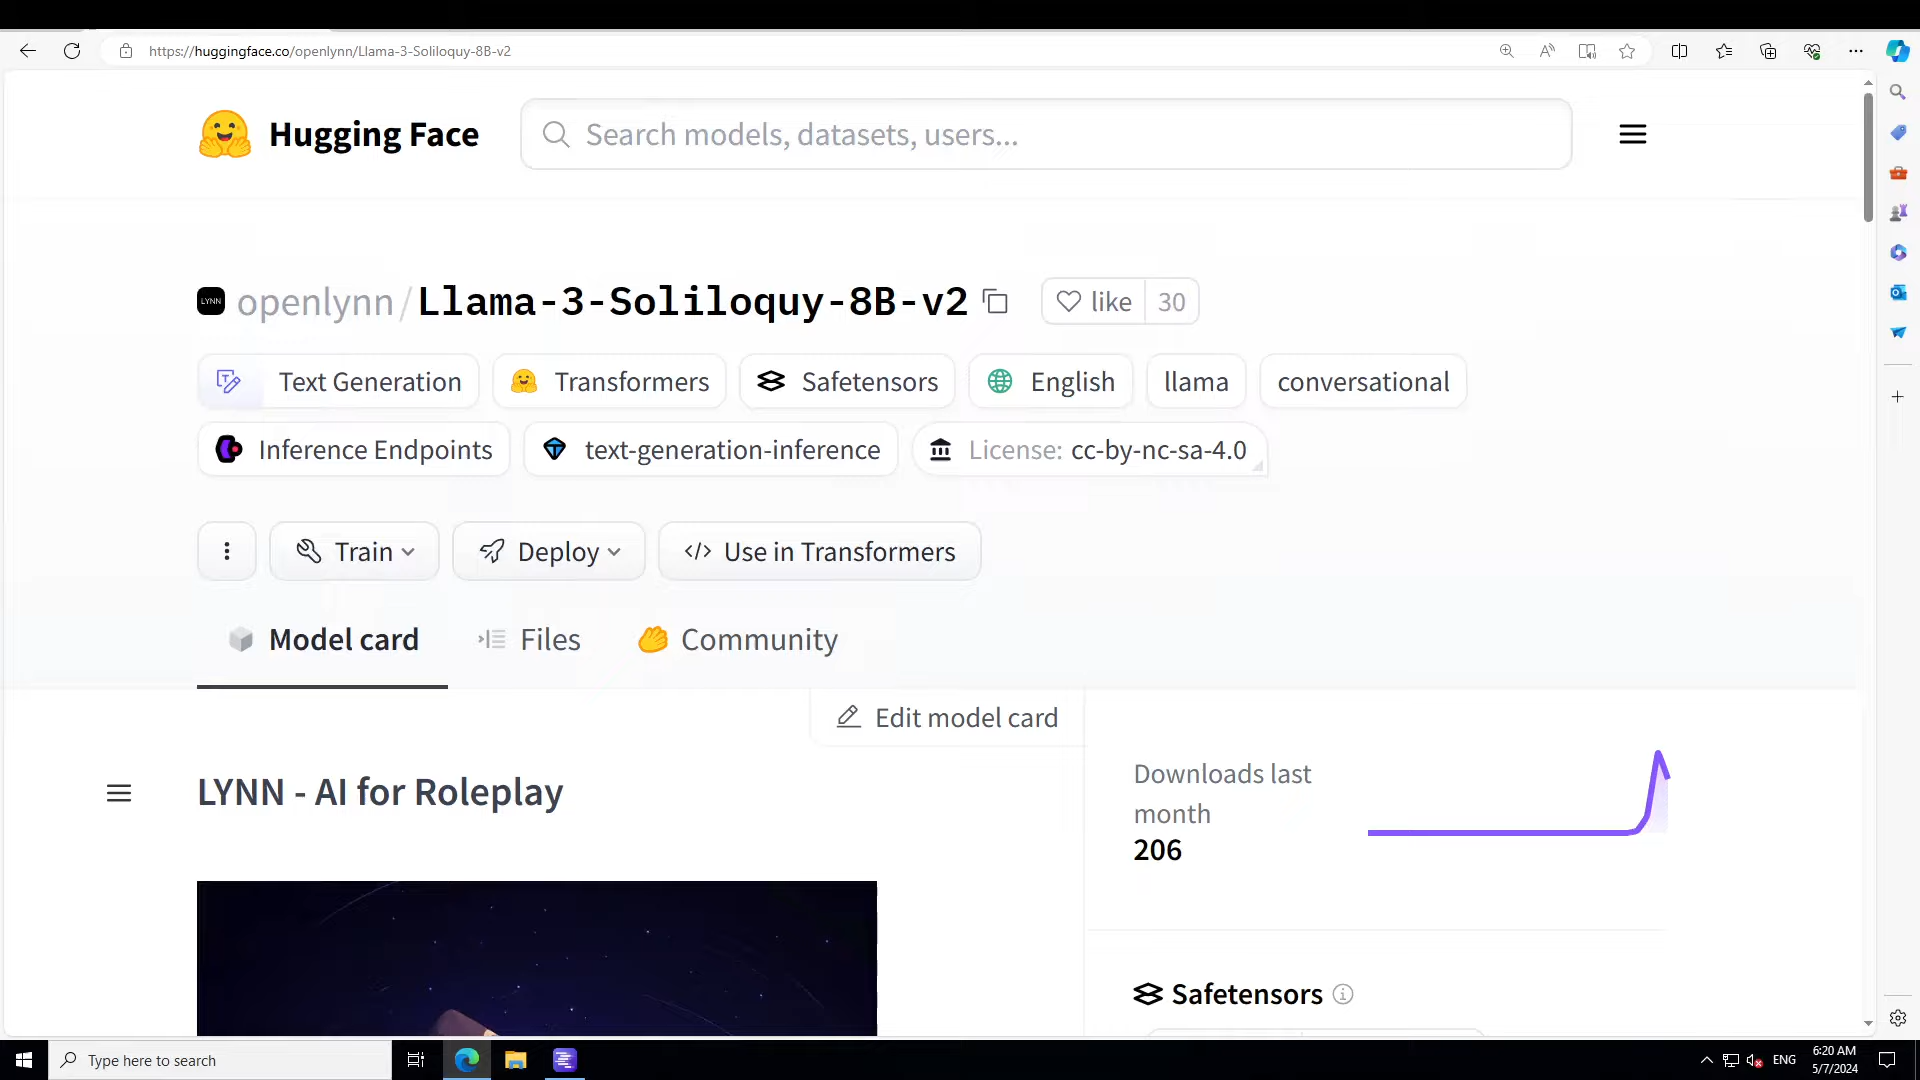 https://huggingface.co/openlynn/Llama-3-Soliloquy-8B-v2
Hugging Face
Search models, datasets, users...
LYNN
openlynn/Llama-3-Soliloquy-8B-v2
like 30
Text Generation
Transformers
Safetensors
English
llama
conversational
Inference Endpoints
text-generation-inference
License: cc-by-nc-sa-4.0
Train
Deploy
Use in Transformers
Model card
Files
Community
Edit model card
LYNN - AI for Roleplay
Downloads last
month
206
Safetensors
Type here to search
ENG
6:20 AM
5/7/2024